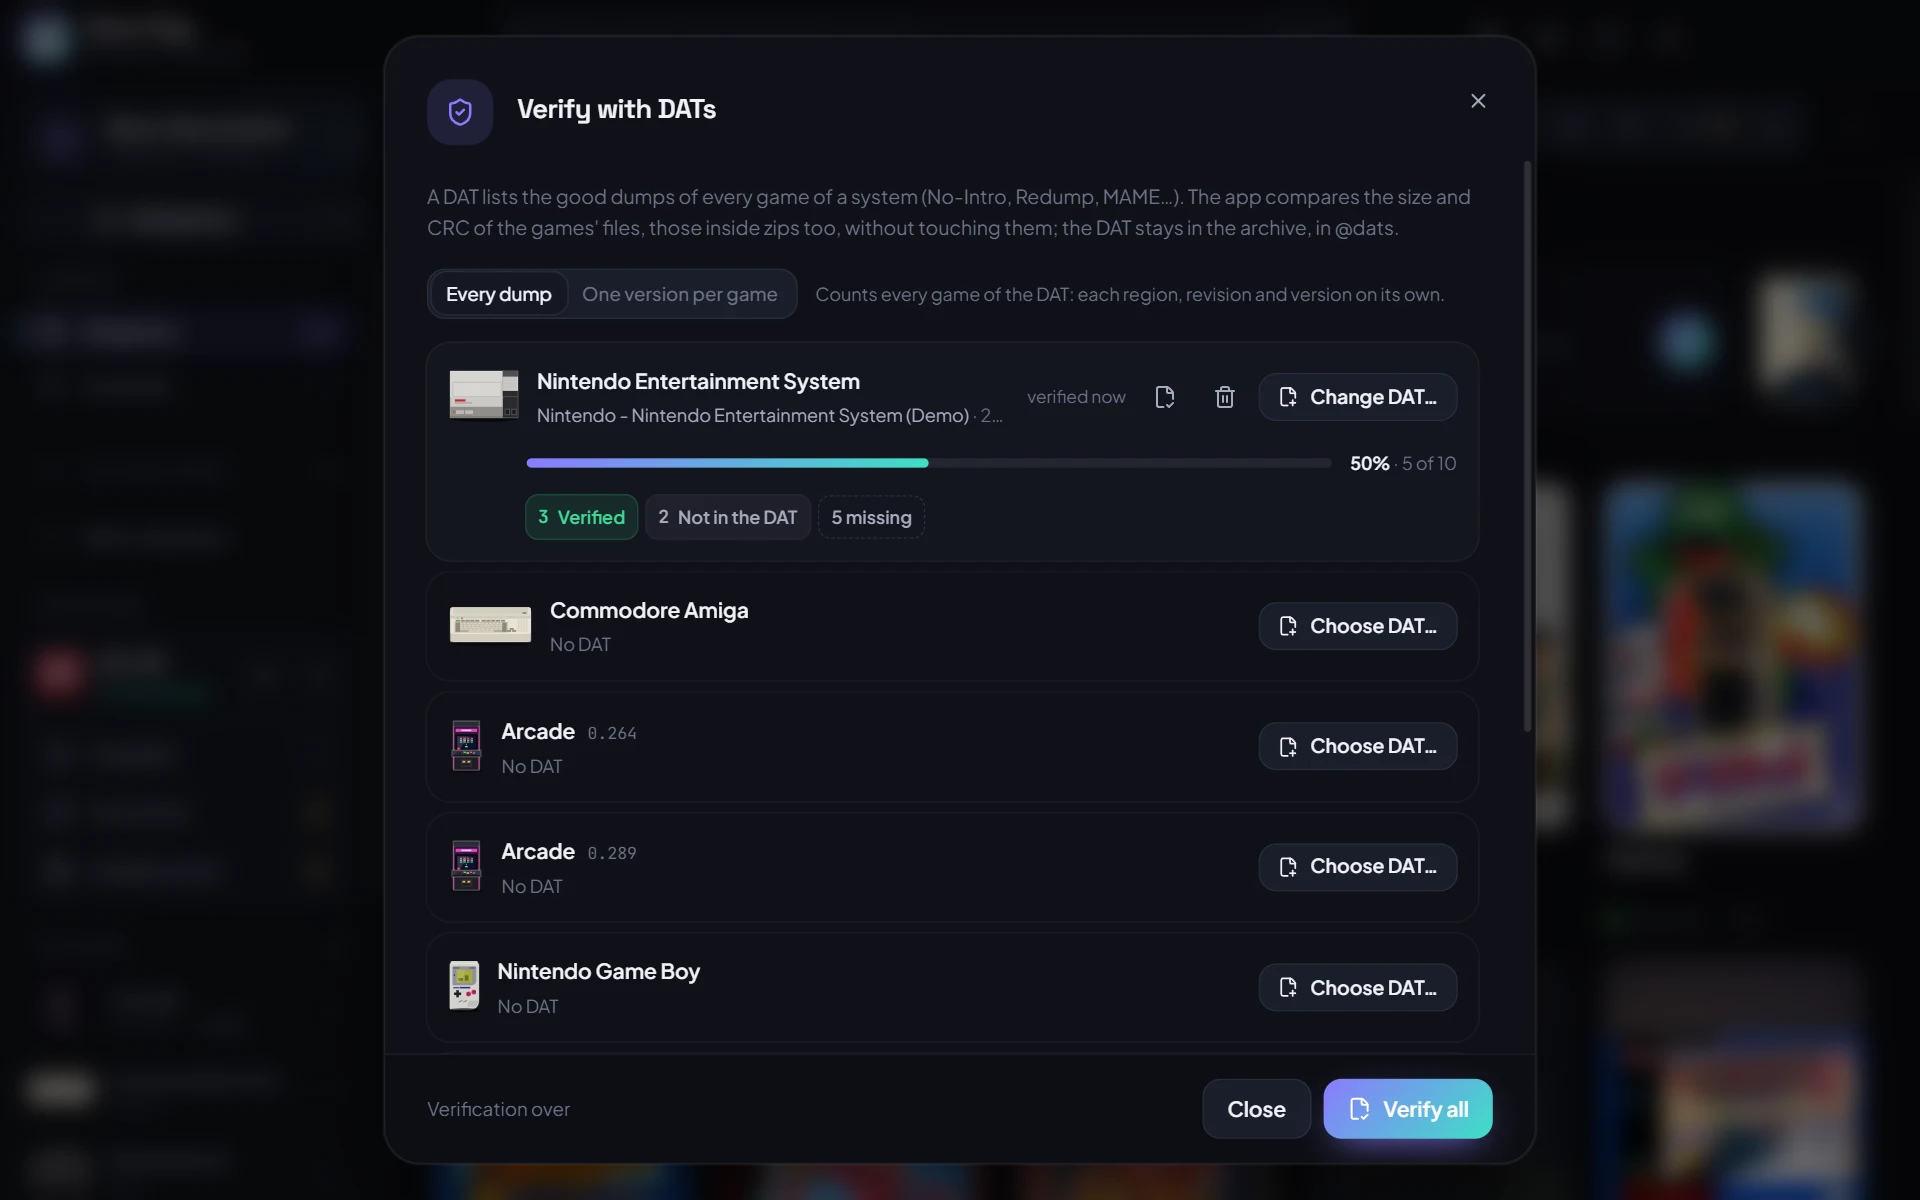 Verify with DATs
A DAT lists the good dumps of every game of a system (No-Intro, Redump, MAME…). The app compares the size and
CRC of the games' files, those inside zips too, without touching them; the DAT stays in the archive, in @dats.
Every dump
One version per game
Counts every game of the DAT: each region, revision and version on its own.
Nintendo Entertainment System
Nintendo - Nintendo Entertainment System (Demo) · 2…
verified now
Change DAT…
50% · 5 of 10
3 Verified
2 Not in the DAT
5 missing
Commodore Amiga
No DAT
Choose DAT…
Arcade 0.264
No DAT
Choose DAT…
Arcade 0.289
No DAT
Choose DAT…
Nintendo Game Boy
No DAT
Choose DAT…
Verification over
Close
Verify all